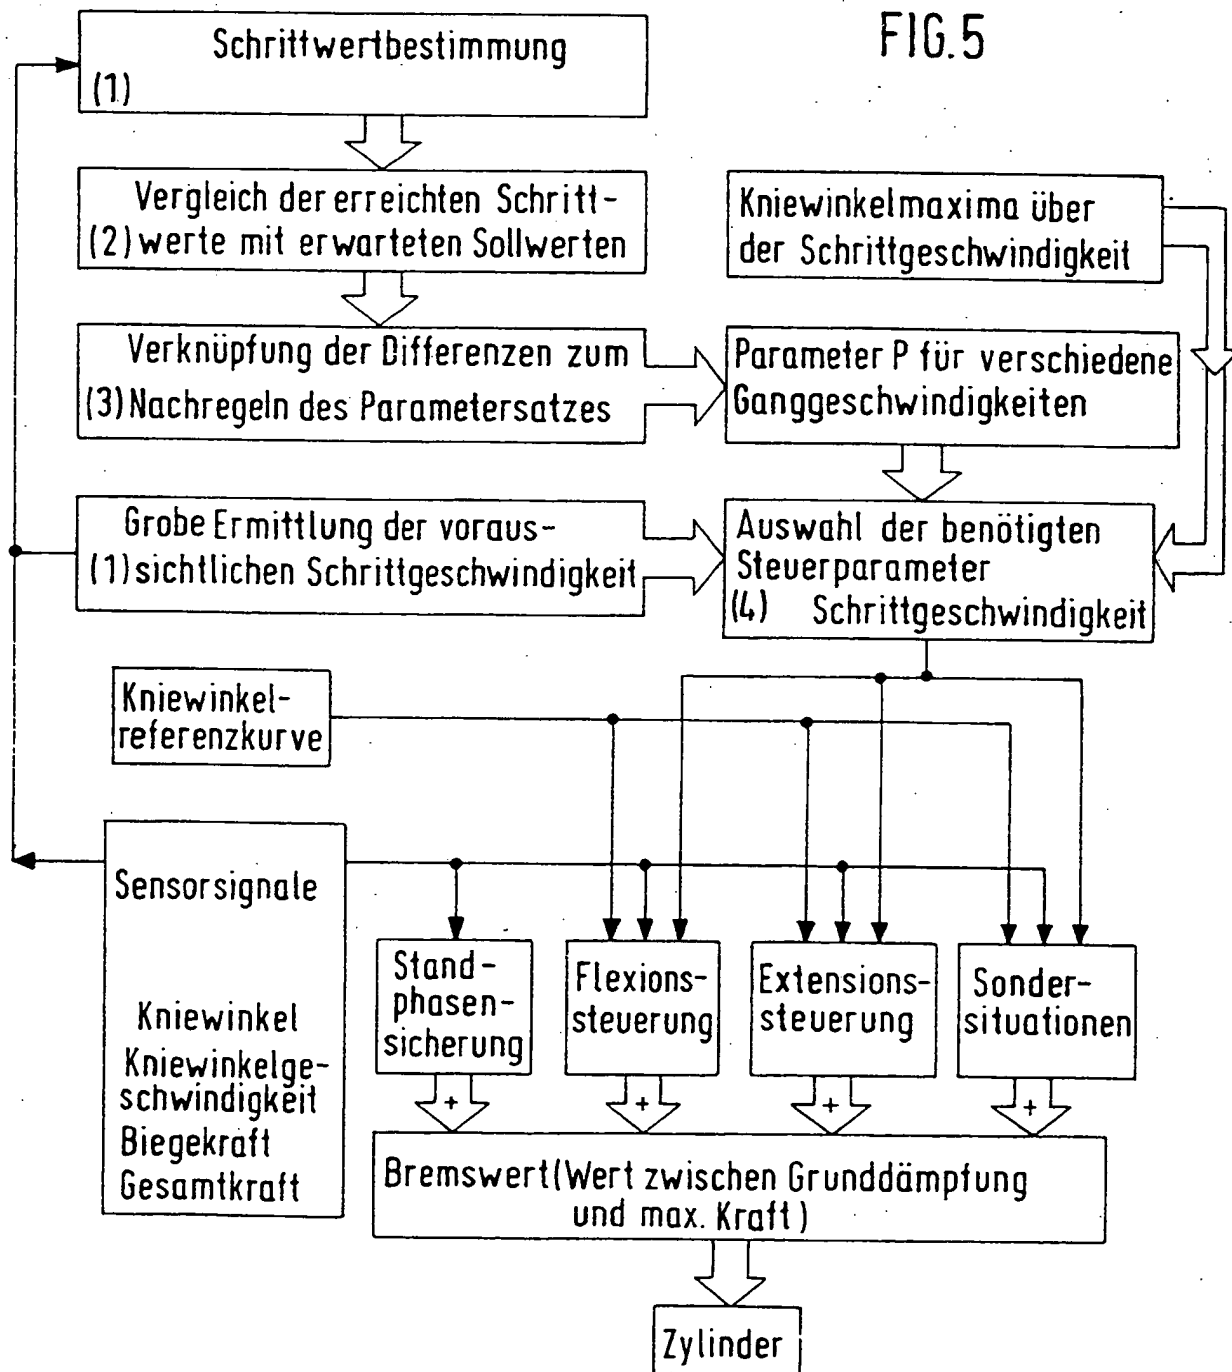 FIG.5
Schrittwertbestimmung
(1)
Vergleich der erreichten Schritt-
(2) werte mit erwarteten Sollwerten
Kniewinkelmaxima über
der Schrittgeschwindigkeit
Verknüpfung der Differenzen zum
(3) Nachregeln des Parametersatzes
Parameter P für verschiedene
Ganggeschwindigkeiten
Grobe Ermittlung der voraus-
(1) sichtlichen Schrittgeschwindigkeit
Auswahl der benötigten
Steuerparameter
(4) Schrittgeschwindigkeit
Kniewinkel-
referenzkurve
Sensorsignale
Kniewinkel
Kniewinkelge-
schwindigkeit
Biegekraft
Gesamtkraft
Stand-
phasen-
sicherung
Flexions-
steuerung
Extensions-
steuerung
Sonder-
situationen
+ + + +
Bremswert (Wert zwischen Grunddämpfung
und max. Kraft)
Zylinder